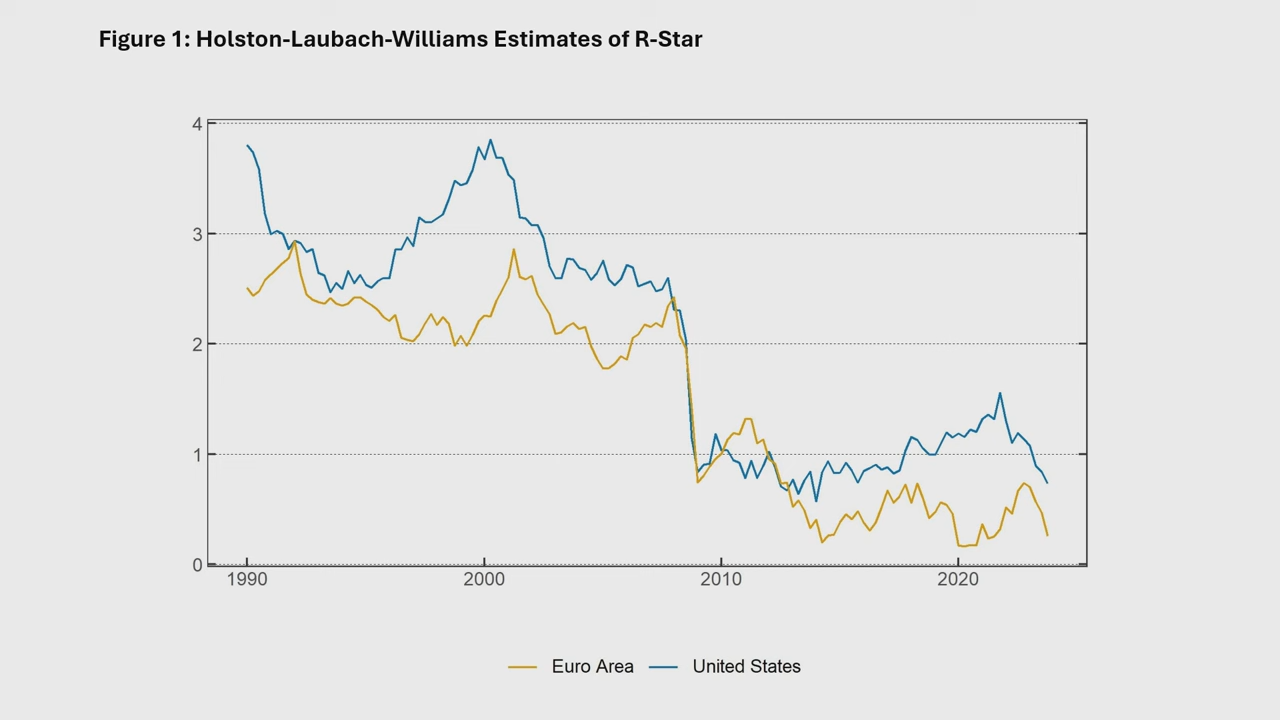 Figure 1: Holston-Laubach-Williams Estimates of R-Star
4
3
2
1
0
1990 2000 2010 2020
Euro Area United States